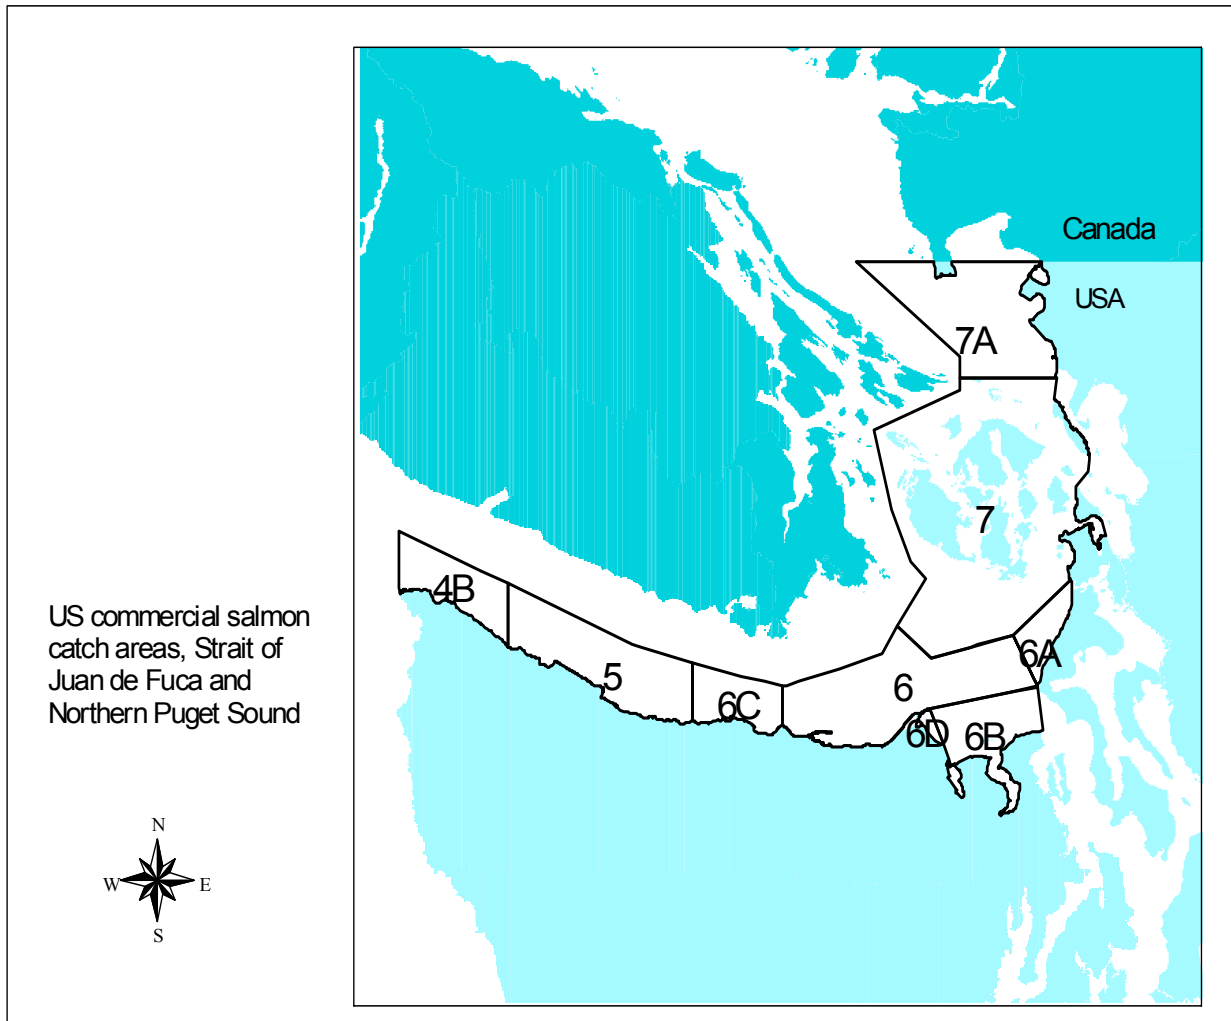 Canada
USA
7A
7
4B
5
6C
6
6A
6D
6B
US commercial salmon
catch areas, Strait of
Juan de Fuca and
Northern Puget Sound
N
W
E
S